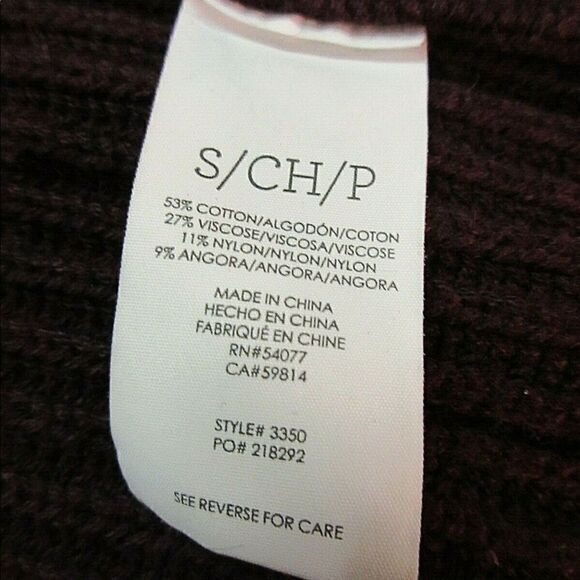 S/CH/P
53% COTTON/ALGODÓN/COTON
27% VISCOSE/VISCOSA/VISCOSE
11% NYLON/NYLON/NYLON
9% ANGORA/ANGORA/ANGORA
MADE IN CHINA
HECHO EN CHINA
FABRIQUÉ EN CHINE
RN#54077
CA#59814
STYLE# 3350
PO# 218292
SEE REVERSE FOR CARE